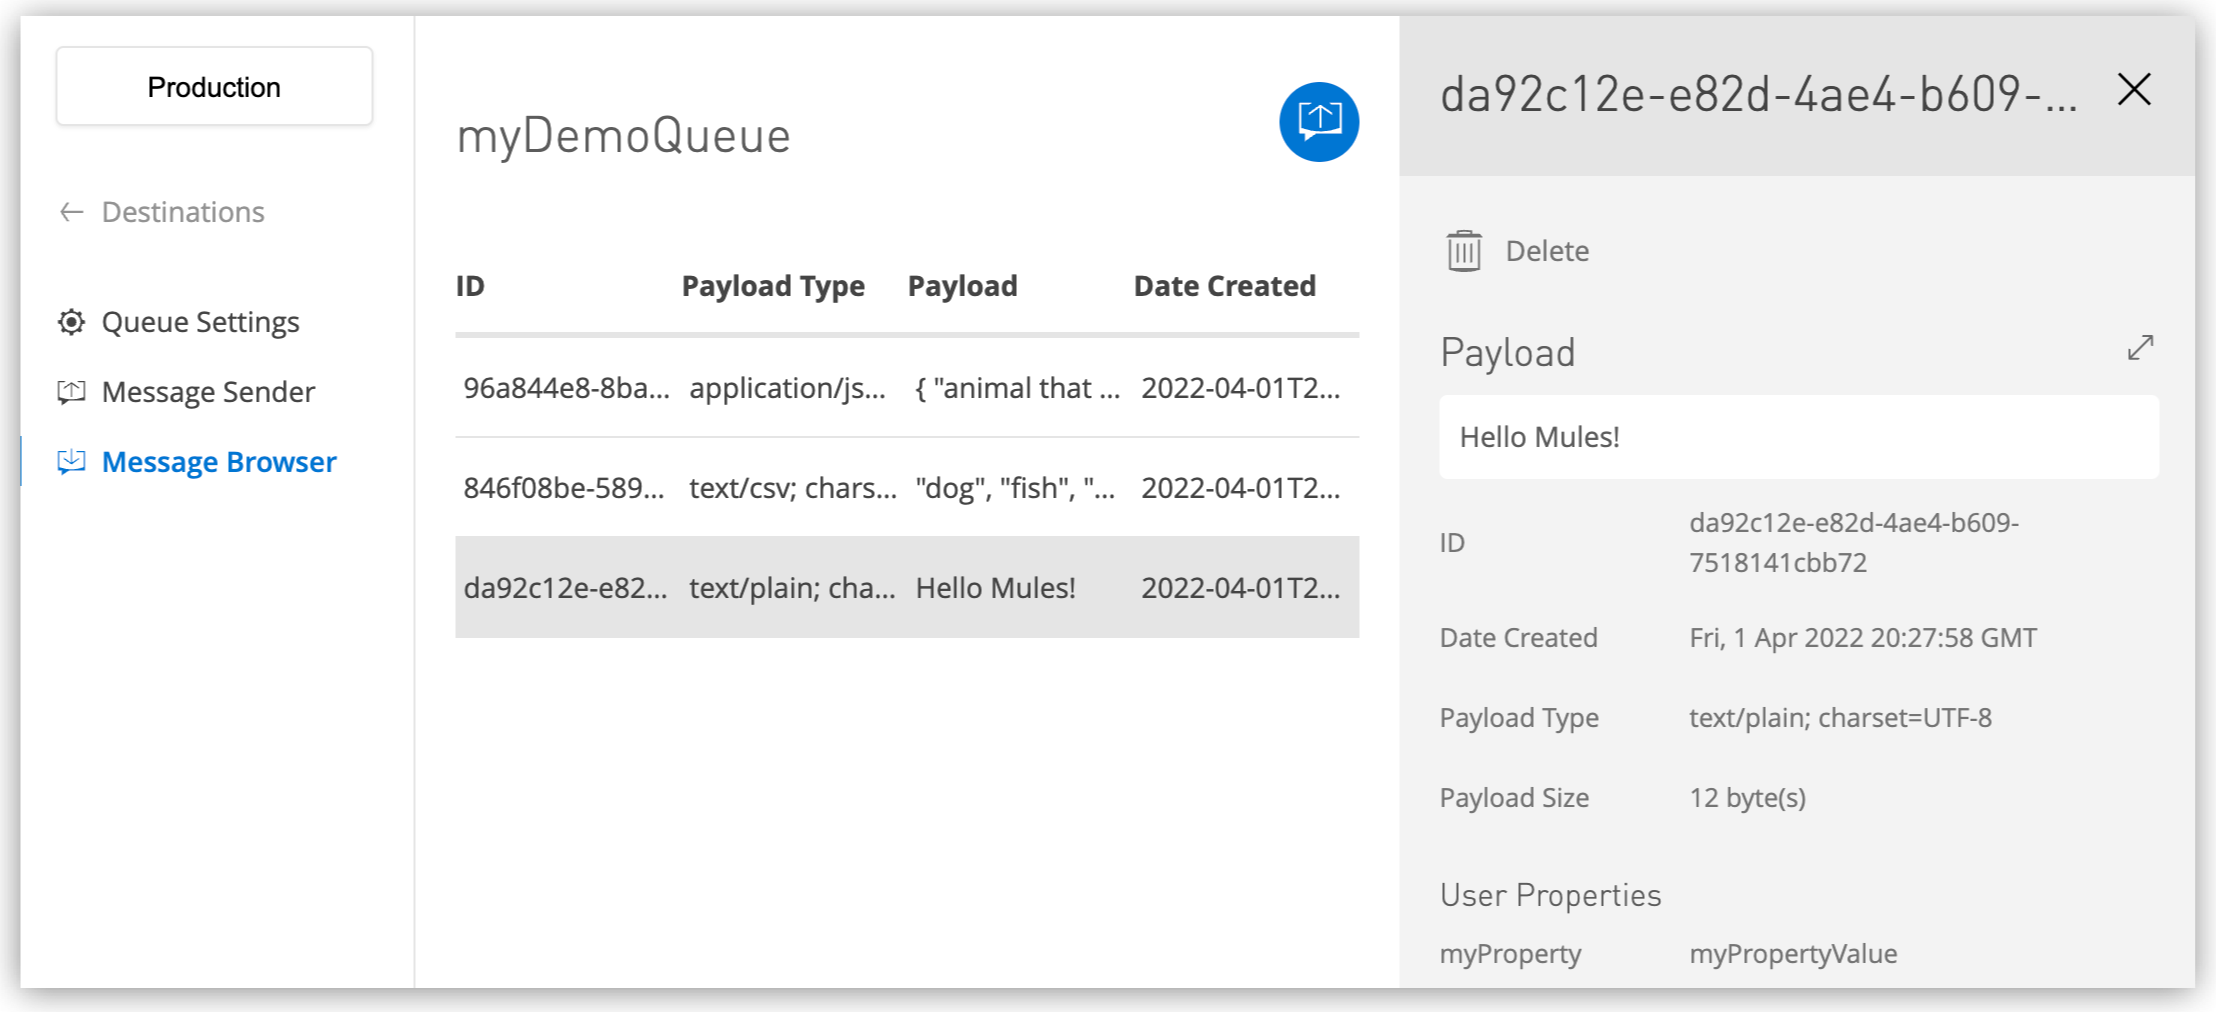 Production
← Destinations
Queue Settings
Message Sender
Message Browser
myDemoQueue
ID Payload Type Payload Date Created
96a844e8-8ba... application/js... { "animal that ... 2022-04-01T2...
846f08be-589... text/csv; chars... "dog", "fish", "... 2022-04-01T2...
da92c12e-e82... text/plain; cha... Hello Mules! 2022-04-01T2...
da92c12e-e82d-4ae4-b609-...
Delete
Payload
Hello Mules!
ID da92c12e-e82d-4ae4-b609-
7518141cbb72
Date Created Fri, 1 Apr 2022 20:27:58 GMT
Payload Type text/plain; charset=UTF-8
Payload Size 12 byte(s)
User Properties
myProperty myPropertyValue